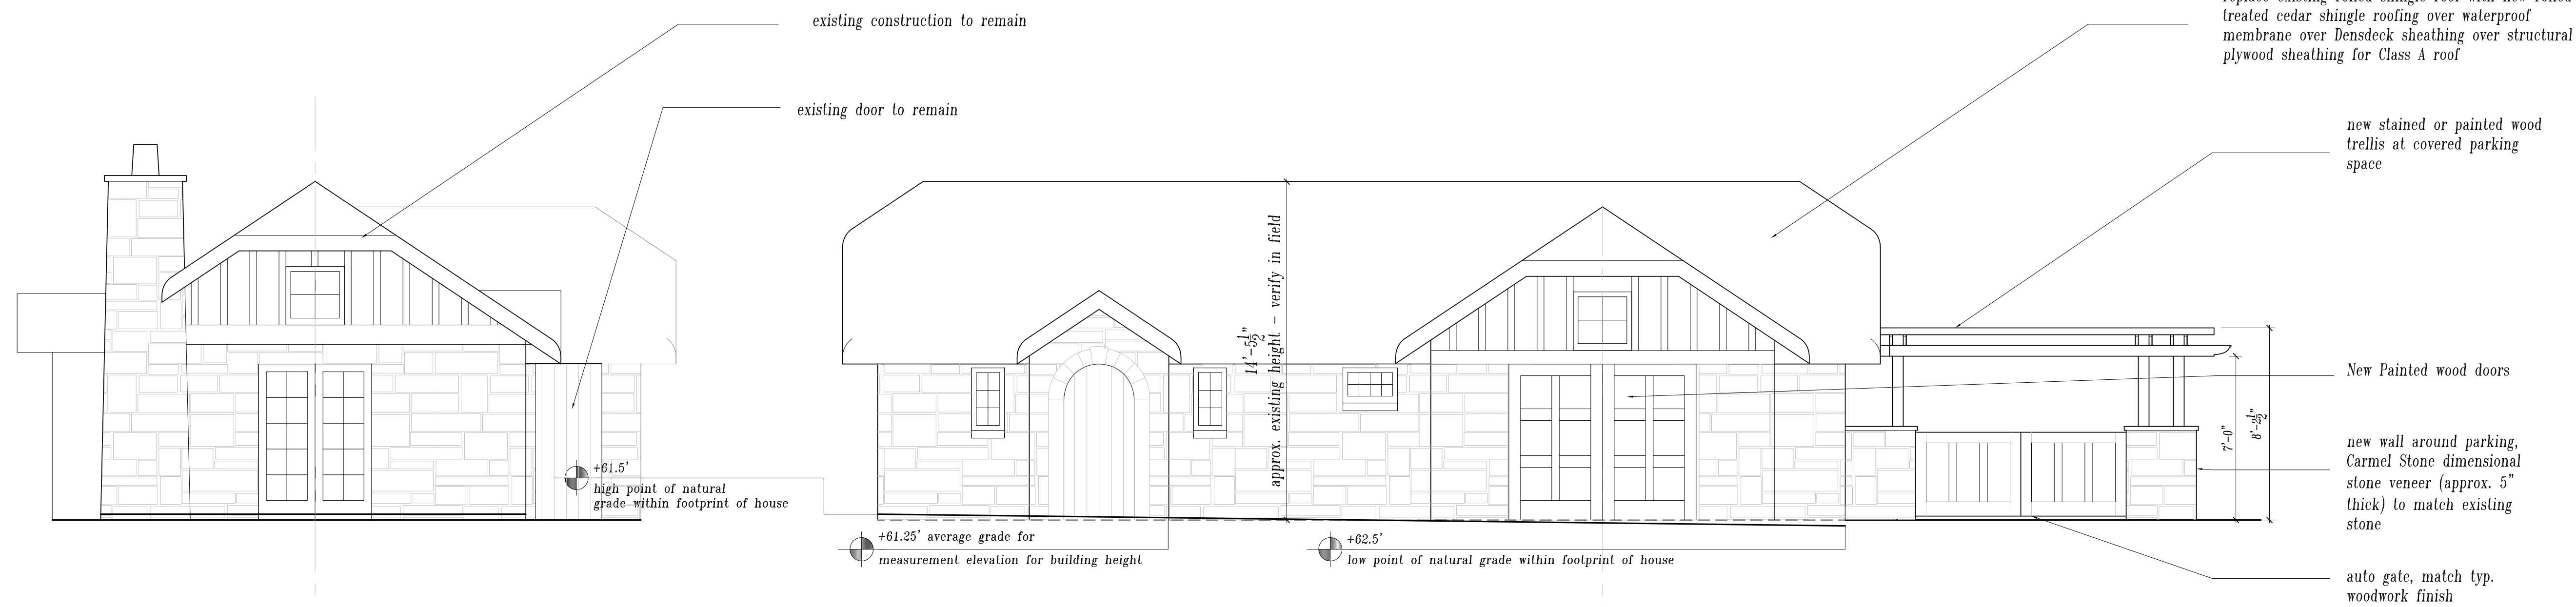 existing construction to remain
existing door to remain
treated cedar shingle roofing over waterproof
membrane over Densdeck sheathing over structural
plywood sheathing for Class A roof
new stained or painted wood
trellis at covered parking
space
14'-5 1/2"
approx. existing height - verify in field
New Painted wood doors
7'-0"
8'-2 1/2"
new wall around parking,
Carmel Stone dimensional
stone veneer (approx. 5"
thick) to match existing
stone
+61.5'
high point of natural
grade within footprint of house
+61.25' average grade for
measurement elevation for building height
+62.5'
low point of natural grade within footprint of house
auto gate, match typ.
woodwork finish